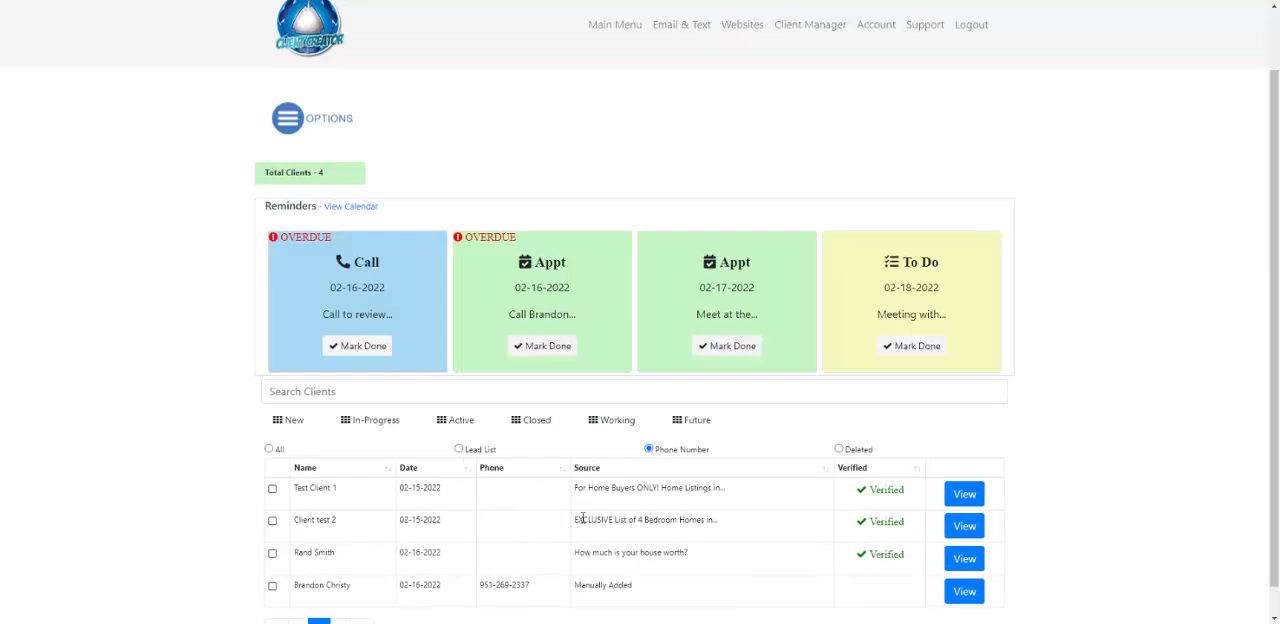 CLIENT CREATOR
Main Menu Email & Text Websites Client Manager Account Support Logout
OPTIONS
Total Clients - 4
Reminders - View Calendar
OVERDUE
Call
02-16-2022
Call to review...
Mark Done
OVERDUE
Appt
02-16-2022
Call Brandon...
Mark Done
Appt
02-17-2022
Meet at the...
Mark Done
To Do
02-18-2022
Meeting with...
Mark Done
Search Clients
New In-Progress Active Closed Working Future
All Lead List Phone Number Deleted
Name Date Phone Source Verified
Test Client 1 02-15-2022 For Home Buyers ONLY! Home Listings in... Verified View
Client test 2 02-15-2022 EXCLUSIVE List of 4 Bedroom Homes in... Verified View
Rand Smith 02-16-2022 How much is your house worth? Verified View
Brandon Christy 02-16-2022 951-269-2337 Manually Added View